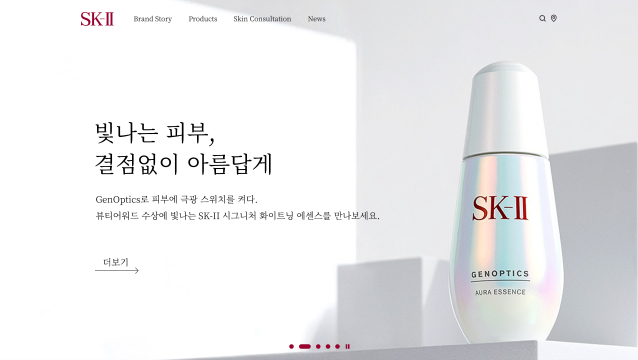 SK-II
Brand Story
Products
Skin Consultation
News
빛나는 피부,
결점없이 아름답게
GenOptics로 피부에 극광 스위치를 켜다.
뷰티어워드 수상에 빛나는 SK-II 시그니처 화이트닝 에센스를 만나보세요.
더보기
SK-II
GENOPTICS
AURA ESSENCE